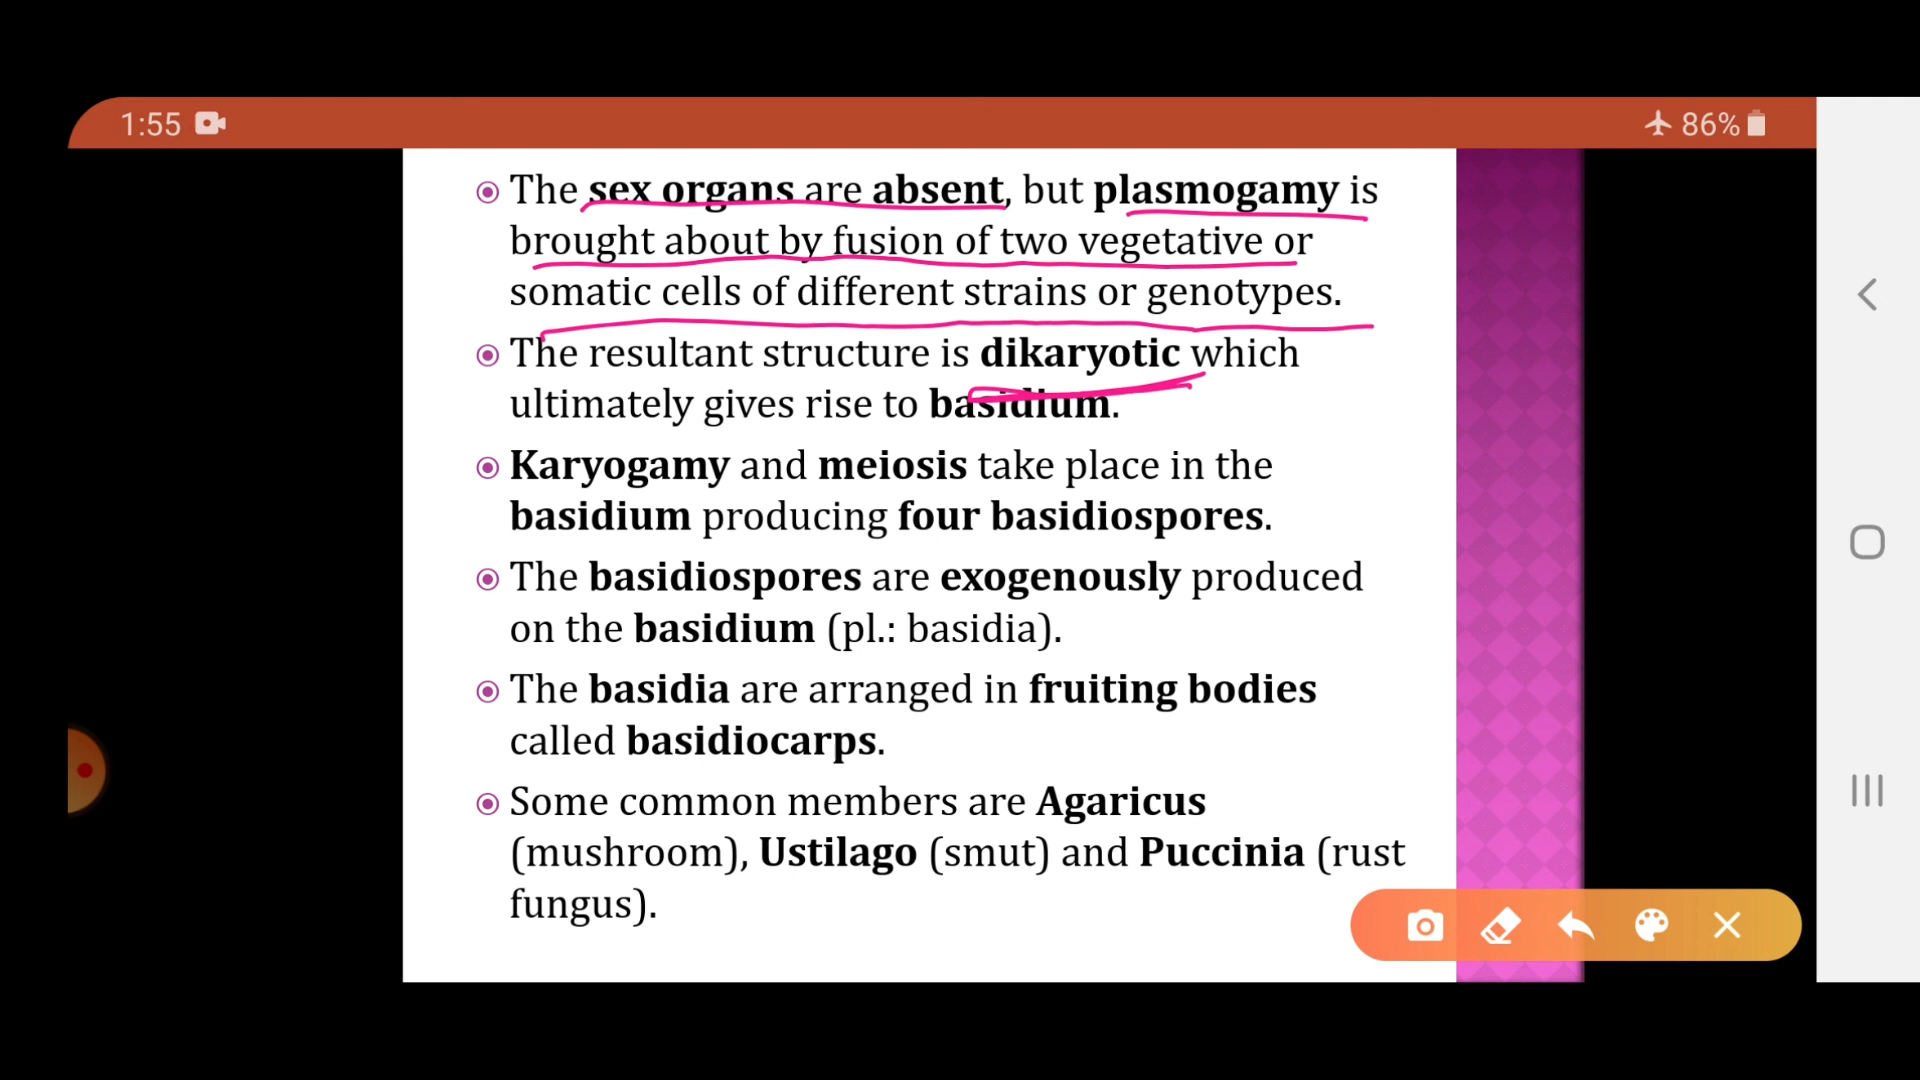 1:55
86%
The sex organs are absent, but plasmogamy is
brought about by fusion of two vegetative or
somatic cells of different strains or genotypes.
The resultant structure is dikaryotic which
ultimately gives rise to basidium.
Karyogamy and meiosis take place in the
basidium producing four basidiospores.
The basidiospores are exogenously produced
on the basidium (pl.: basidia).
The basidia are arranged in fruiting bodies
called basidiocarps.
Some common members are Agaricus
(mushroom), Ustilago (smut) and Puccinia (rust
fungus).